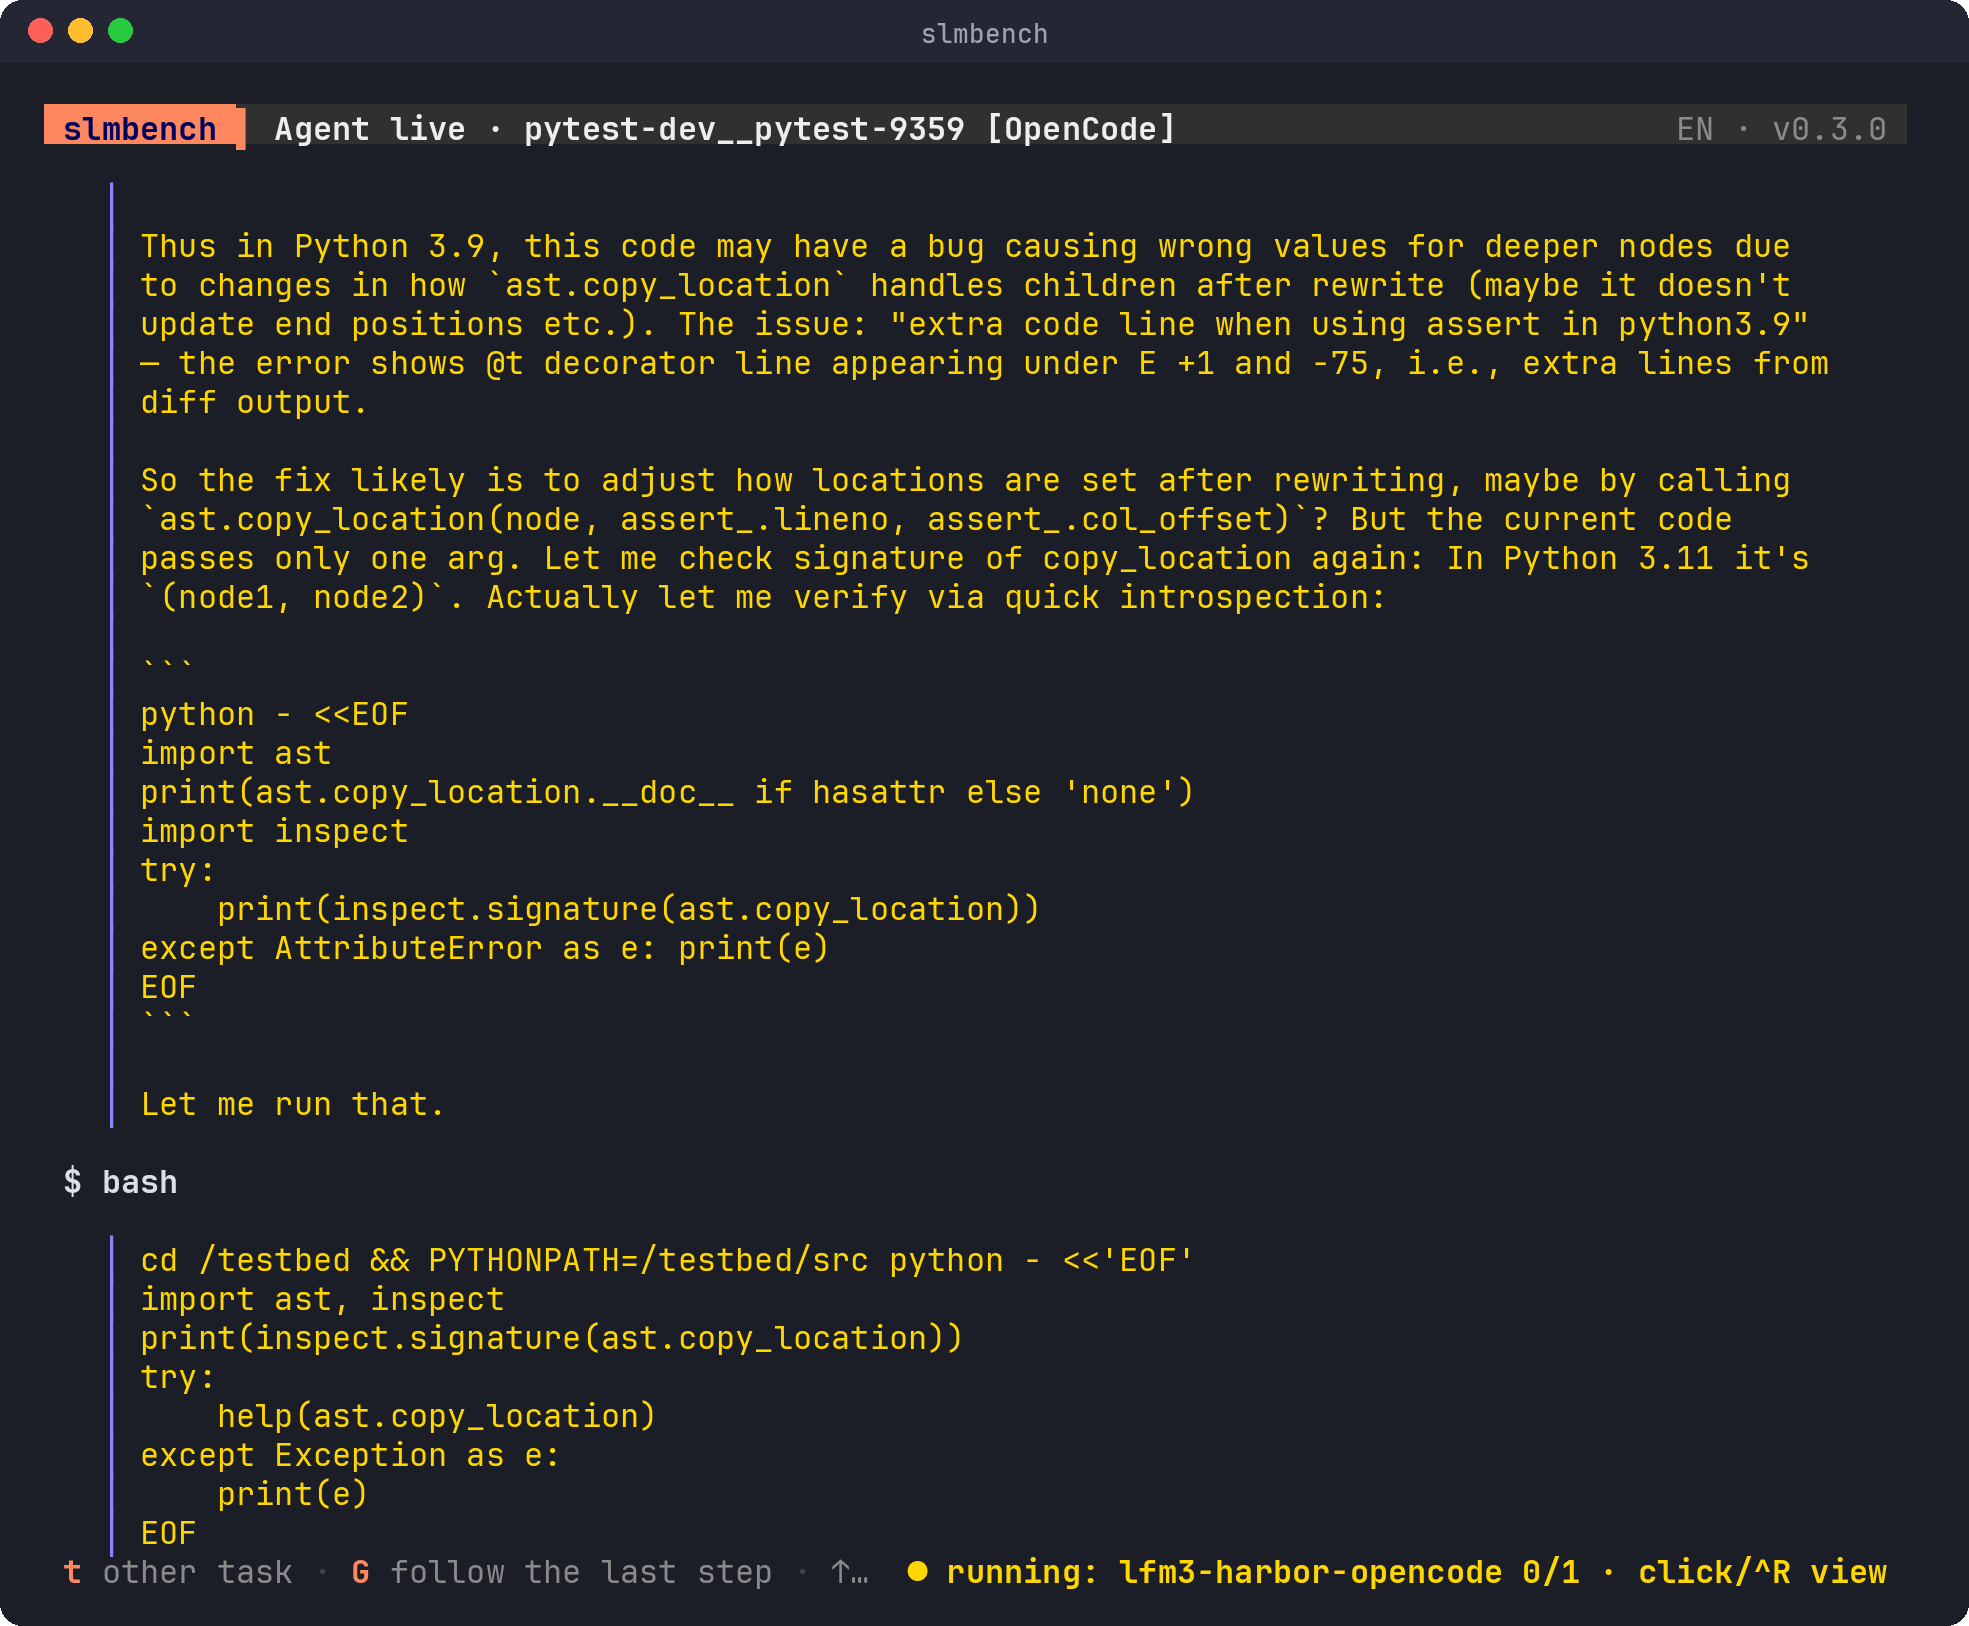 slmbench
slmbench Agent live · pytest-dev__pytest-9359 [OpenCode] EN · v0.3.0
Thus in Python 3.9, this code may have a bug causing wrong values for deeper nodes due
to changes in how `ast.copy_location` handles children after rewrite (maybe it doesn't
update end positions etc.). The issue: "extra code line when using assert in python3.9"
— the error shows @t decorator line appearing under E +1 and -75, i.e., extra lines from
diff output.
So the fix likely is to adjust how locations are set after rewriting, maybe by calling
`ast.copy_location(node, assert_.lineno, assert_.col_offset)`? But the current code
passes only one arg. Let me check signature of copy_location again: In Python 3.11 it's
`(node1, node2)`. Actually let me verify via quick introspection:
```
python - <<EOF
import ast
print(ast.copy_location.__doc__ if hasattr else 'none')
import inspect
try:
    print(inspect.signature(ast.copy_location))
except AttributeError as e: print(e)
EOF
```
Let me run that.
$ bash
cd /testbed && PYTHONPATH=/testbed/src python - <<'EOF'
import ast, inspect
print(inspect.signature(ast.copy_location))
try:
    help(ast.copy_location)
except Exception as e:
    print(e)
EOF
t other task · G follow the last step · ↑… ● running: lfm3-harbor-opencode 0/1 · click/^R view